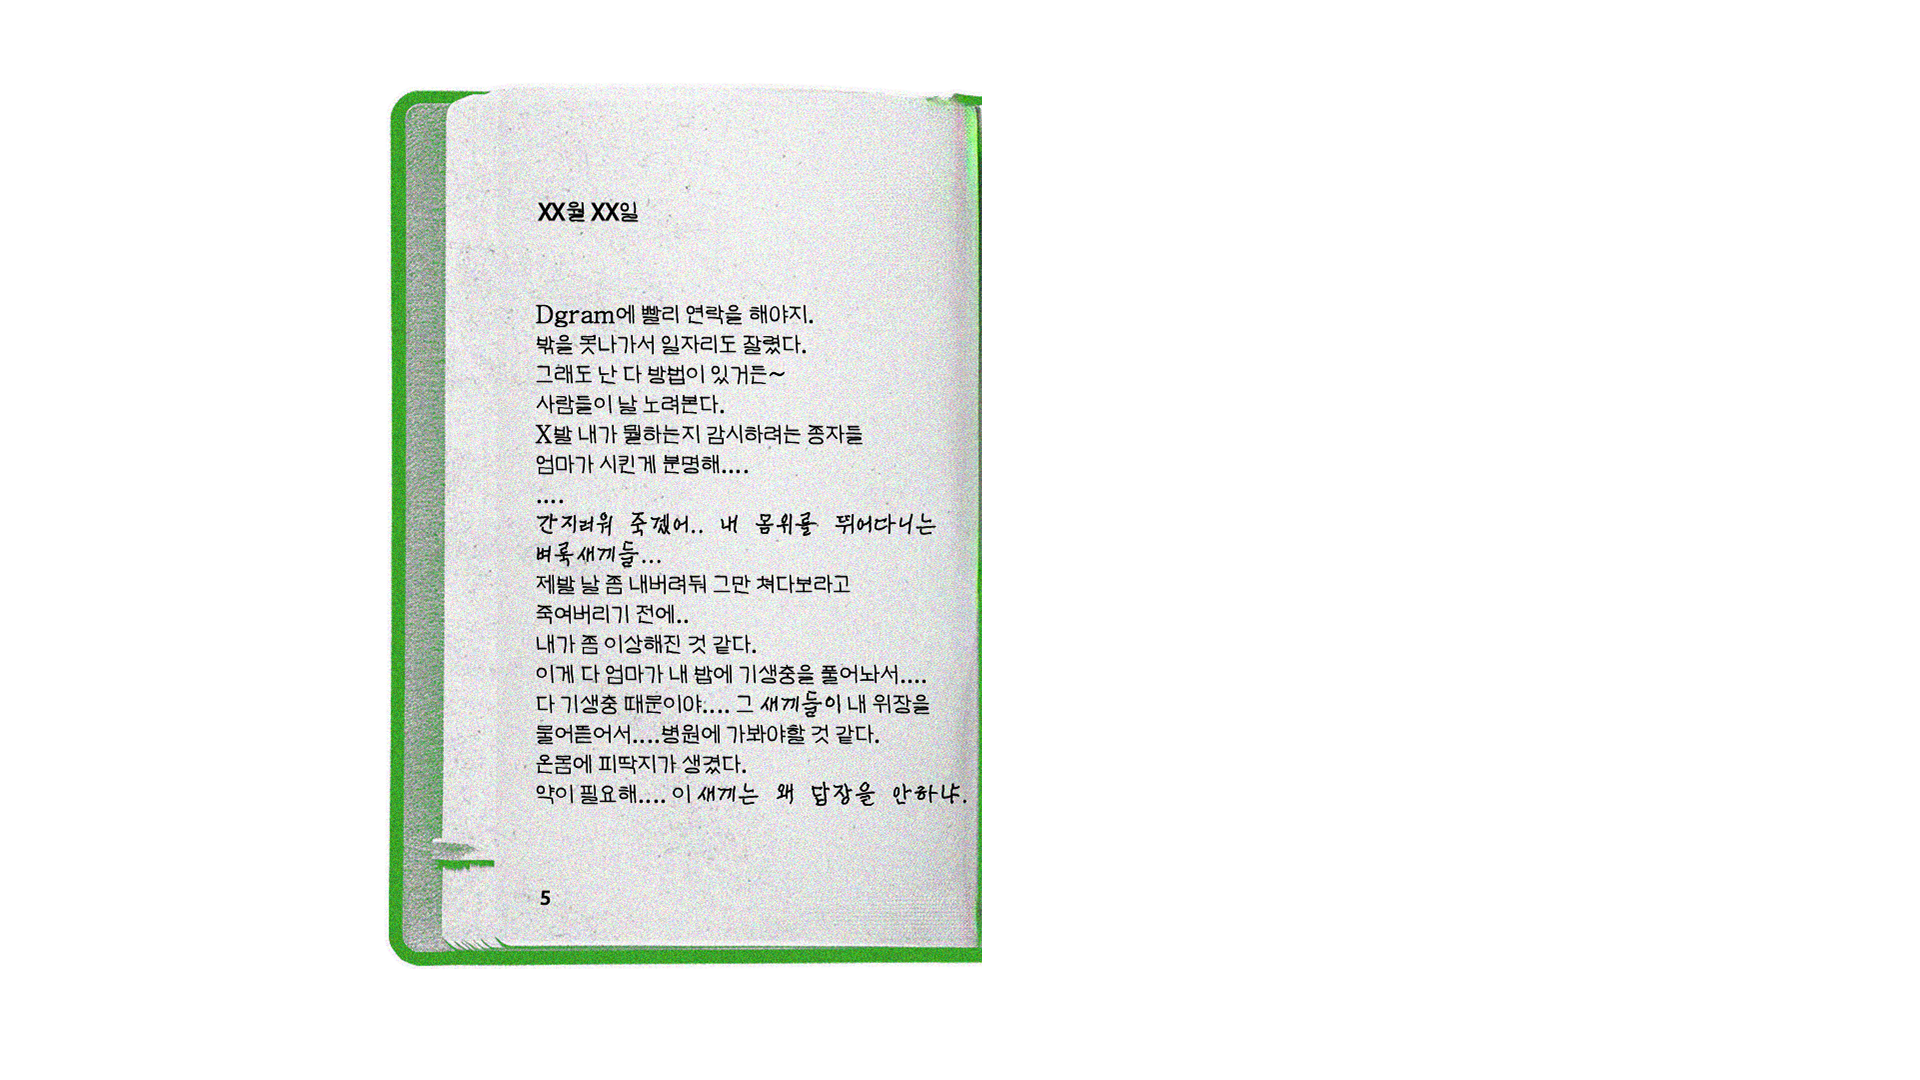 XX월 XX일
Dgram에 빨리 연락을 해야지.
밖을 못나가서 일자리도 잘렸다.
그래도 난 다 방법이 있거든~
사람들이 날 노려본다.
X발 내가 뭘하는지 감시하려는 종자들
엄마가 시킨게 분명해....
....
간지러워 죽겠어.. 내 몸위를 뛰어다니는
벼룩새끼들...
제발 날 좀 내버려둬 그만 쳐다보라고
죽여버리기 전에..
내가 좀 이상해진 것 같다.
이게 다 엄마가 내 밥에 기생충을 풀어놔서....
다 기생충 때문이야.... 그 새끼들이 내 위장을
물어뜯어서....병원에 가봐야할 것 같다.
온몸에 피딱지가 생겼다.
약이 필요해.... 이 새끼는 왜 답장을 안하냐.
5